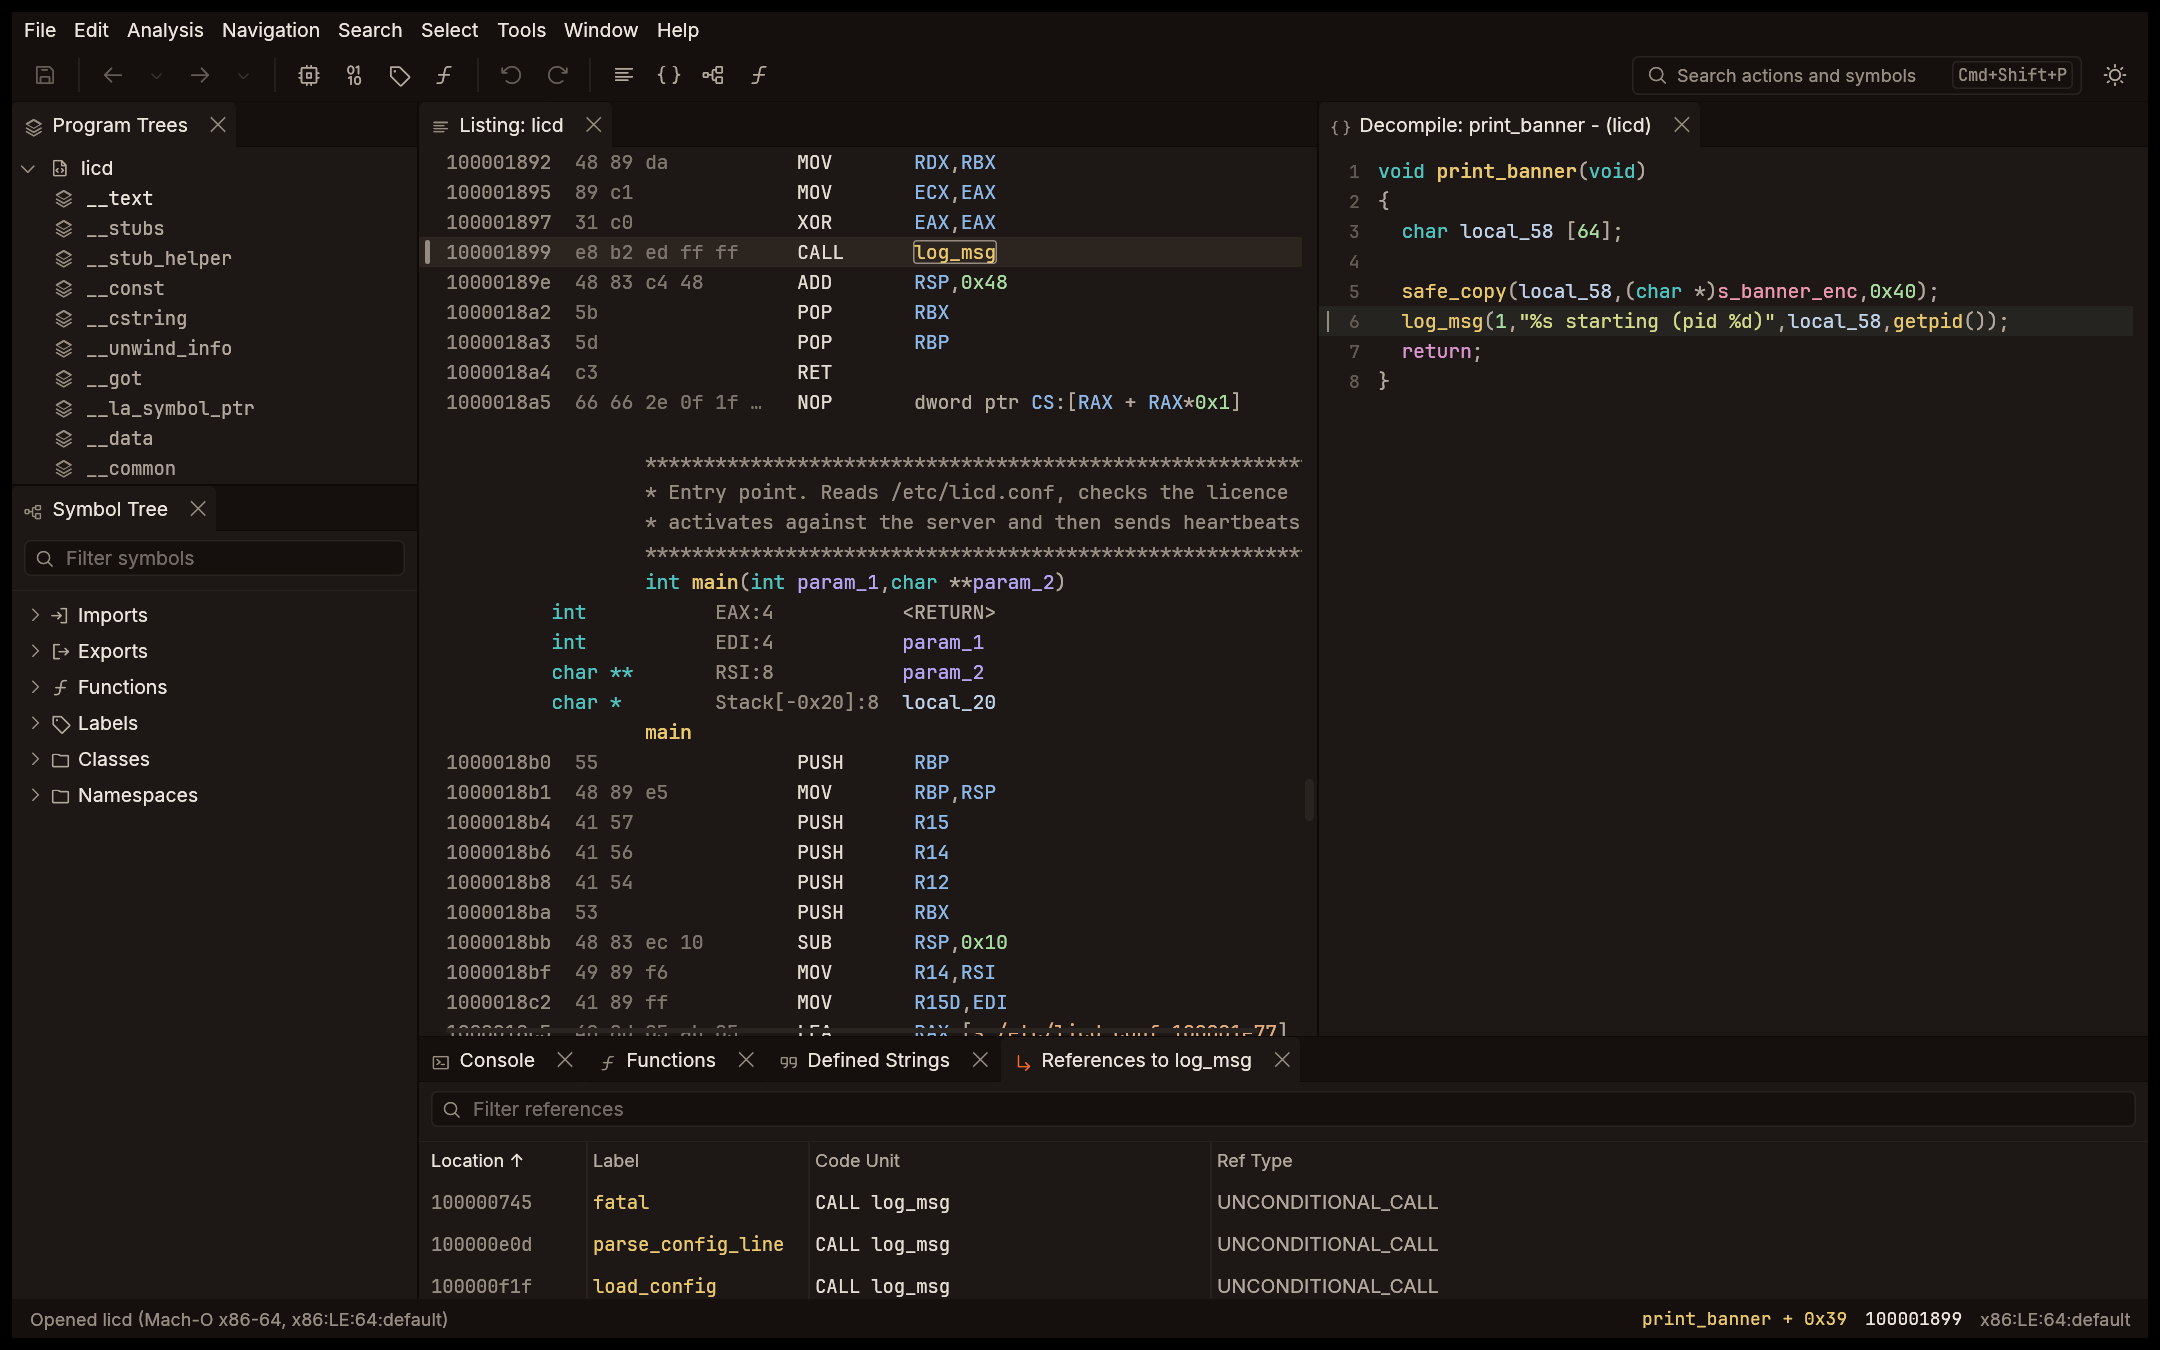 File Edit Analysis Navigation Search Select Tools Window Help
Search actions and symbols Cmd+Shift+P
Program Trees
licd
__text
__stubs
__stub_helper
__const
__cstring
__unwind_info
__got
__la_symbol_ptr
__data
__common
Symbol Tree
Filter symbols
Imports
Exports
Functions
Labels
Classes
Namespaces
Listing: licd
100001892 48 89 da MOV RDX,RBX
100001895 89 c1 MOV ECX,EAX
100001897 31 c0 XOR EAX,EAX
100001899 e8 b2 ed ff ff CALL log_msg
10000189e 48 83 c4 48 ADD RSP,0x48
1000018a2 5b POP RBX
1000018a3 5d POP RBP
1000018a4 c3 RET
1000018a5 66 66 2e 0f 1f … NOP dword ptr CS:[RAX + RAX*0x1]
*********************************************************
* Entry point. Reads /etc/licd.conf, checks the licence
* activates against the server and then sends heartbeats
*********************************************************
int main(int param_1,char **param_2)
int EAX:4 <RETURN>
int EDI:4 param_1
char ** RSI:8 param_2
char * Stack[-0x20]:8 local_20
main
1000018b0 55 PUSH RBP
1000018b1 48 89 e5 MOV RBP,RSP
1000018b4 41 57 PUSH R15
1000018b6 41 56 PUSH R14
1000018b8 41 54 PUSH R12
1000018ba 53 PUSH RBX
1000018bb 48 83 ec 10 SUB RSP,0x10
1000018bf 49 89 f6 MOV R14,RSI
1000018c2 41 89 ff MOV R15D,EDI
1000018c5 48 8d 05 ab 05 LEA RAX,[s_/etc/licd.conf_100001e77]
Decompile: print_banner - (licd)
1 void print_banner(void)
2 {
3 char local_58 [64];
4
5 safe_copy(local_58,(char *)s_banner_enc,0x40);
6 log_msg(1,"%s starting (pid %d)",local_58,getpid());
7 return;
8 }
Console Functions Defined Strings References to log_msg
Filter references
Location ↑ Label Code Unit Ref Type
100000745 fatal CALL log_msg UNCONDITIONAL_CALL
100000e0d parse_config_line CALL log_msg UNCONDITIONAL_CALL
100000f1f load_config CALL log_msg UNCONDITIONAL_CALL
Opened licd (Mach-O x86-64, x86:LE:64:default)
print_banner + 0x39 100001899 x86:LE:64:default